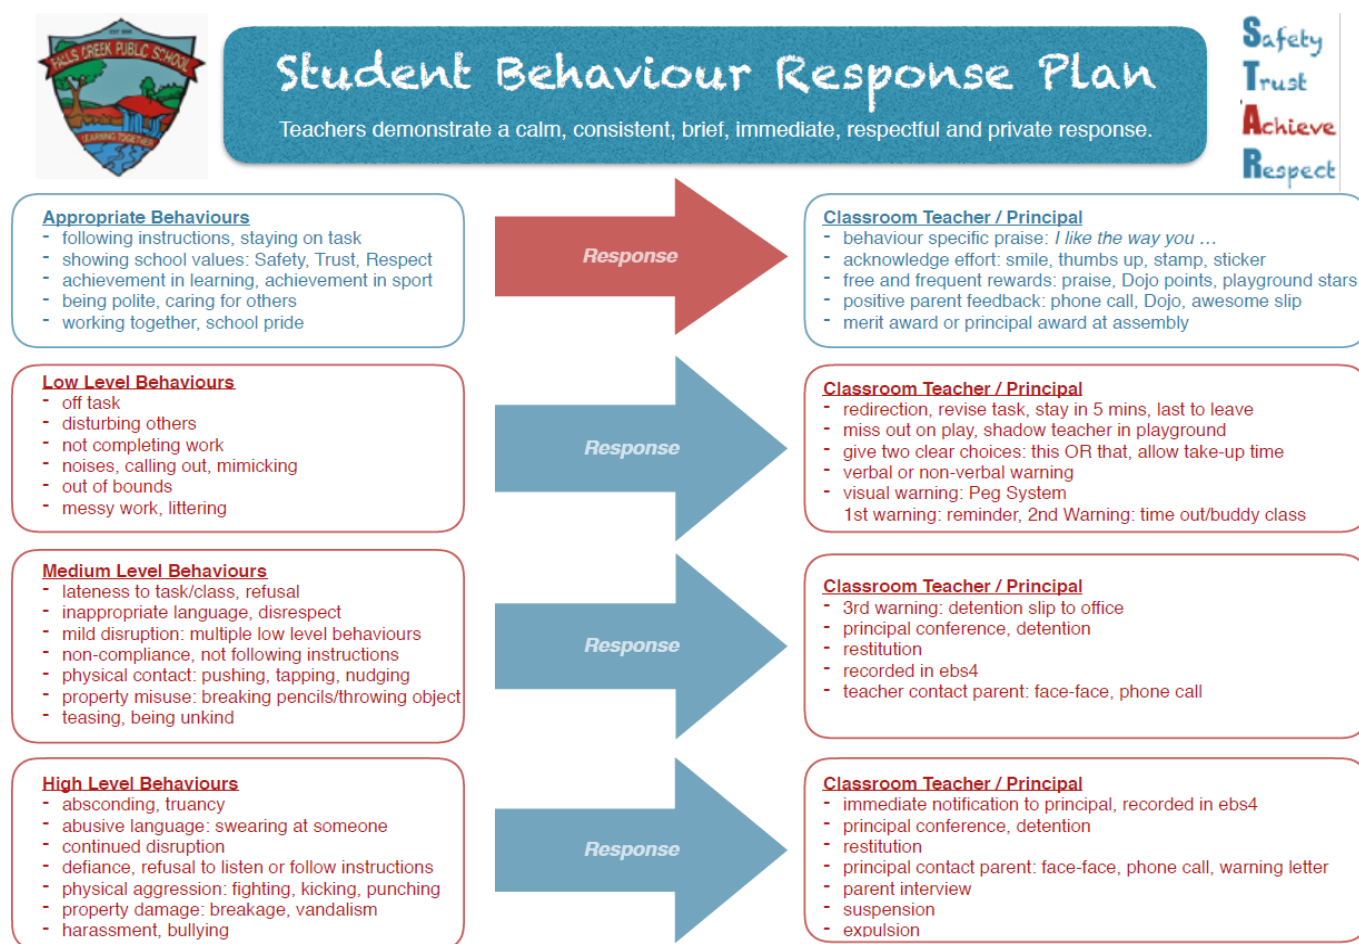 EST 1889
FALLS CREEK PUBLIC SCHOOL
LEARNING TOGETHER
Student Behaviour Response Plan
Teachers demonstrate a calm, consistent, brief, immediate, respectful and private response.
Safety
Trust
Achieve
Respect
Appropriate Behaviours
- following instructions, staying on task
- showing school values: Safety, Trust, Respect
- achievement in learning, achievement in sport
- being polite, caring for others
- working together, school pride
Response
Classroom Teacher / Principal
- behaviour specific praise: I like the way you ...
- acknowledge effort: smile, thumbs up, stamp, sticker
- free and frequent rewards: praise, Dojo points, playground stars
- positive parent feedback: phone call, Dojo, awesome slip
- merit award or principal award at assembly
Low Level Behaviours
- off task
- disturbing others
- not completing work
- noises, calling out, mimicking
- out of bounds
- messy work, littering
Response
Classroom Teacher / Principal
- redirection, revise task, stay in 5 mins, last to leave
- miss out on play, shadow teacher in playground
- give two clear choices: this OR that, allow take-up time
- verbal or non-verbal warning
- visual warning: Peg System
1st warning: reminder, 2nd Warning: time out/buddy class
Medium Level Behaviours
- lateness to task/class, refusal
- inappropriate language, disrespect
- mild disruption: multiple low level behaviours
- non-compliance, not following instructions
- physical contact: pushing, tapping, nudging
- property misuse: breaking pencils/throwing object
- teasing, being unkind
Response
Classroom Teacher / Principal
- 3rd warning: detention slip to office
- principal conference, detention
- restitution
- recorded in ebs4
- teacher contact parent: face-face, phone call
High Level Behaviours
- absconding, truancy
- abusive language: swearing at someone
- continued disruption
- defiance, refusal to listen or follow instructions
- physical aggression: fighting, kicking, punching
- property damage: breakage, vandalism
- harassment, bullying
Response
Classroom Teacher / Principal
- immediate notification to principal, recorded in ebs4
- principal conference, detention
- restitution
- principal contact parent: face-face, phone call, warning letter
- parent interview
- suspension
- expulsion